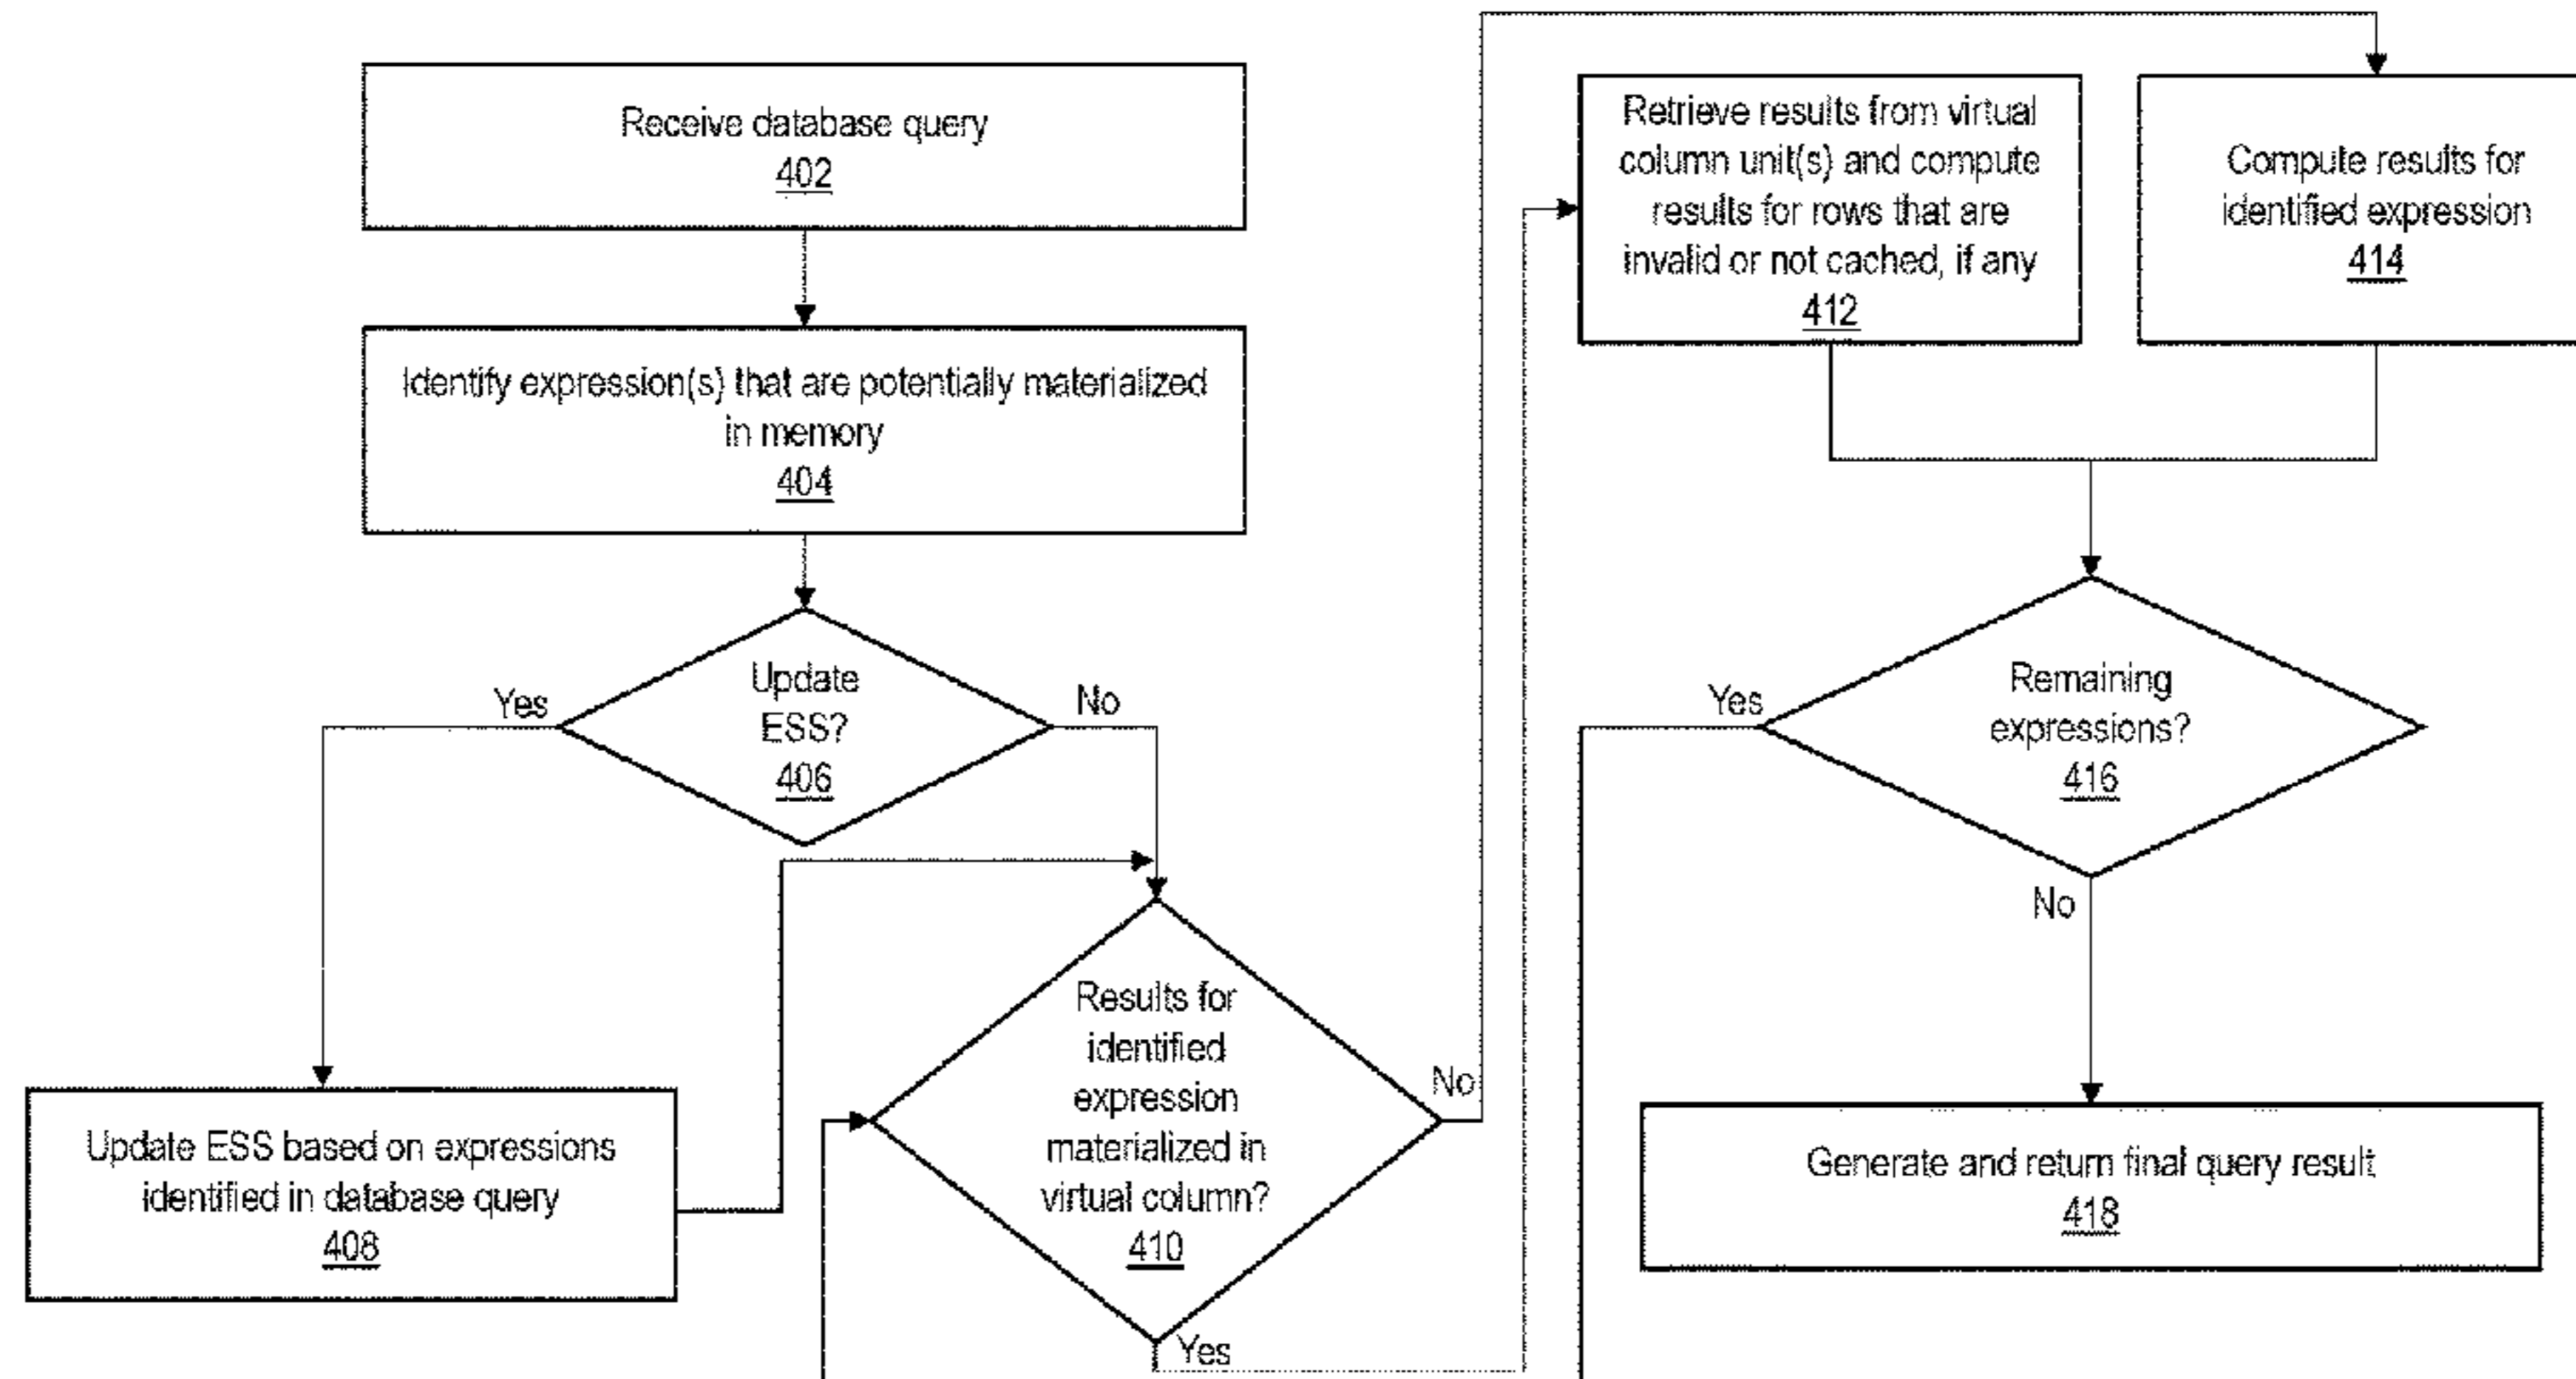 Receive database query
402
Identify expression(s) that are potentially materialized
in memory
404
Update
ESS?
406
Yes
No
Update ESS based on expressions
identified in database query
408
Results for
identified
expression
materialized in
virtual column?
410
No
Yes
Retrieve results from virtual
column unit(s) and compute
results for rows that are
invalid or not cached, if any
412
Compute results for
identified expression
414
Remaining
expressions?
416
Yes
No
Generate and return final query result
418